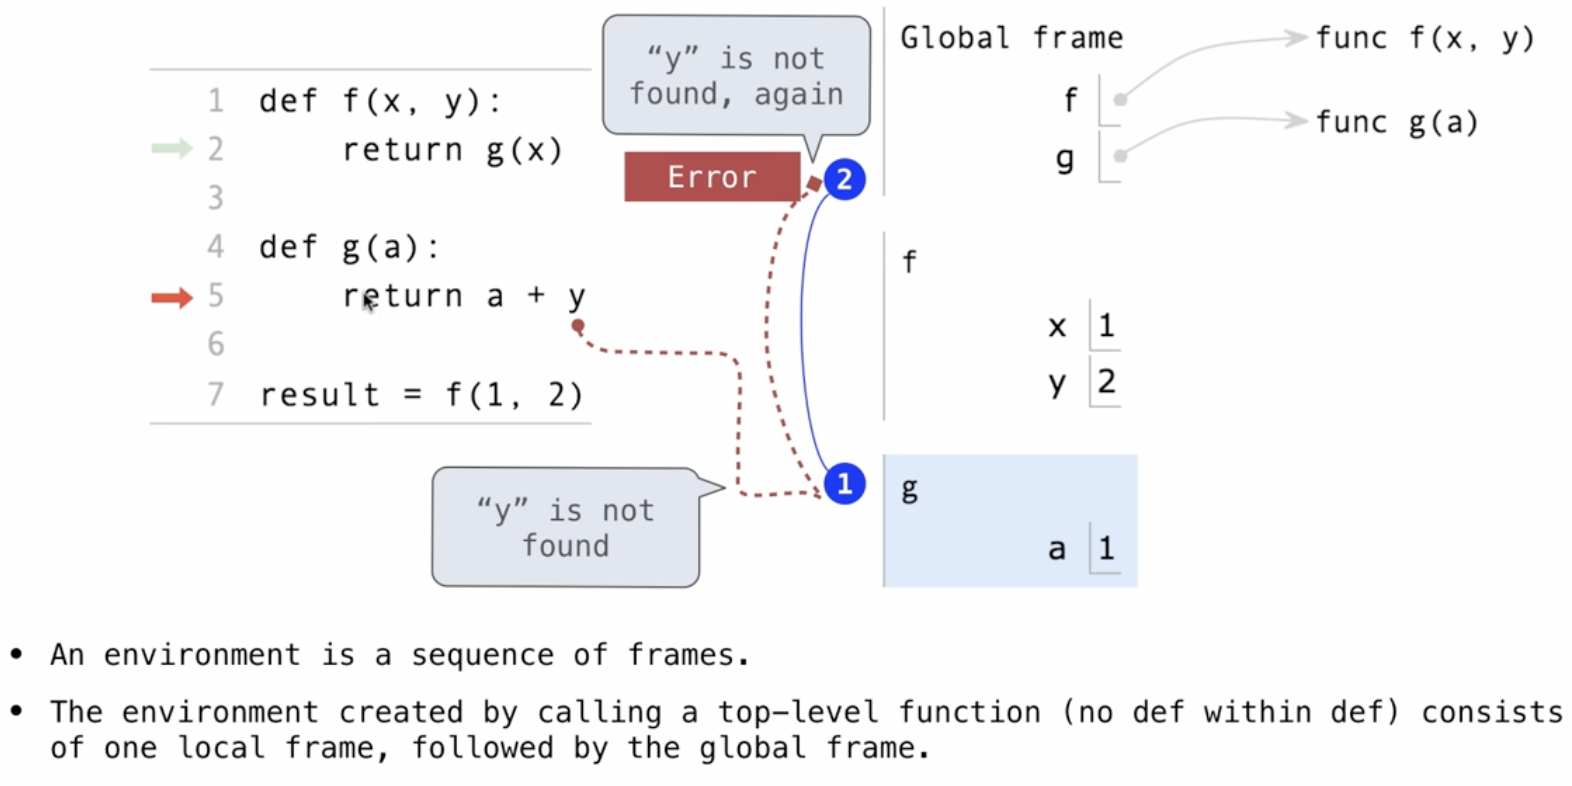 1 def f(x, y):
2     return g(x)
3
4 def g(a):
5     return a + y
6
7 result = f(1, 2)
“y” is not
found, again
Error
2
“y” is not
found
1
Global frame
f
g
func f(x, y)
func g(a)
f
x 1
y 2
g
a 1
• An environment is a sequence of frames.
• The environment created by calling a top–level function (no def within def) consists
of one local frame, followed by the global frame.